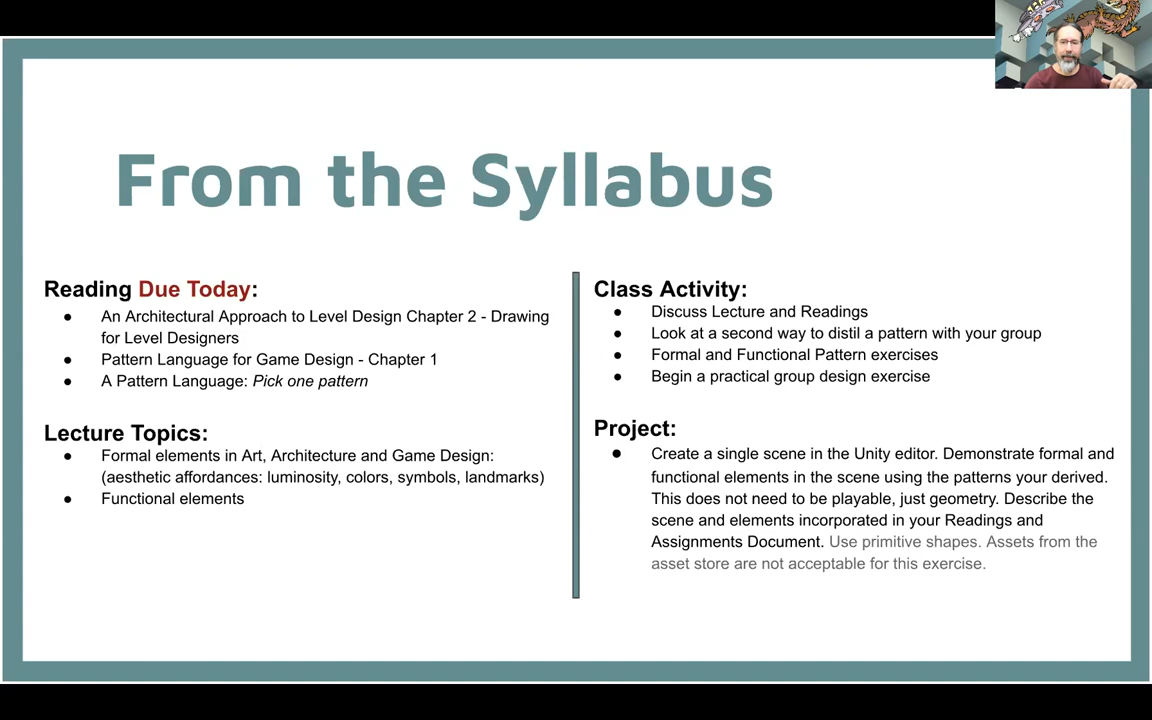 From the Syllabus
Reading Due Today:
● An Architectural Approach to Level Design Chapter 2 - Drawing
for Level Designers
● Pattern Language for Game Design - Chapter 1
● A Pattern Language: Pick one pattern
Lecture Topics:
● Formal elements in Art, Architecture and Game Design:
(aesthetic affordances: luminosity, colors, symbols, landmarks)
● Functional elements
Class Activity:
● Discuss Lecture and Readings
● Look at a second way to distil a pattern with your group
● Formal and Functional Pattern exercises
● Begin a practical group design exercise
Project:
● Create a single scene in the Unity editor. Demonstrate formal and
functional elements in the scene using the patterns your derived.
This does not need to be playable, just geometry. Describe the
scene and elements incorporated in your Readings and
Assignments Document. Use primitive shapes. Assets from the
asset store are not acceptable for this exercise.